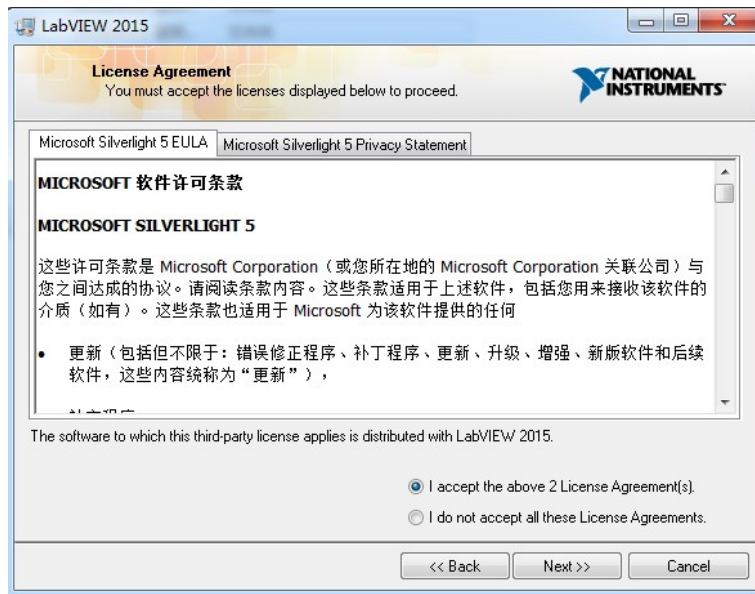 LabVIEW 2015
License Agreement
You must accept the licenses displayed below to proceed.
NATIONAL
INSTRUMENTS™
Microsoft Silverlight 5 EULA
Microsoft Silverlight 5 Privacy Statement
MICROSOFT 软件许可条款
MICROSOFT SILVERLIGHT 5
这些许可条款是 Microsoft Corporation（或您所在地的 Microsoft Corporation 关联公司）与
您之间达成的协议。请阅读条款内容。这些条款适用于上述软件，包括您用来接收该软件的
介质（如有）。这些条款也适用于 Microsoft 为该软件提供的任何
• 更新（包括但不限于：错误修正程序、补丁程序、更新、升级、增强、新版软件和后续
软件，这些内容统称为“更新”），
The software to which this third-party license applies is distributed with LabVIEW 2015.
I accept the above 2 License Agreement(s).
I do not accept all these License Agreements.
<< Back
Next >>
Cancel